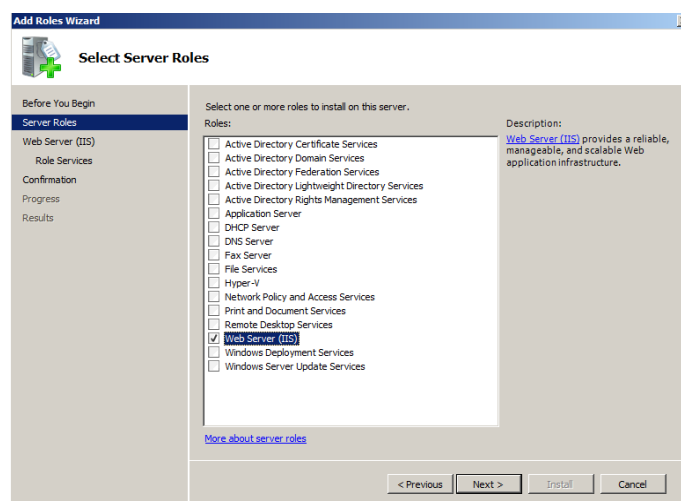 Add Roles Wizard
Select Server Roles
Before You Begin
Server Roles
Web Server (IIS)
Role Services
Confirmation
Progress
Results
Select one or more roles to install on this server.
Roles:
Active Directory Certificate Services
Active Directory Domain Services
Active Directory Federation Services
Active Directory Lightweight Directory Services
Active Directory Rights Management Services
Application Server
DHCP Server
DNS Server
Fax Server
File Services
Hyper-V
Network Policy and Access Services
Print and Document Services
Remote Desktop Services
Web Server (IIS)
Windows Deployment Services
Windows Server Update Services
More about server roles
Description:
Web Server (IIS) provides a reliable,
manageable, and scalable Web
application infrastructure.
< Previous
Next >
Install
Cancel